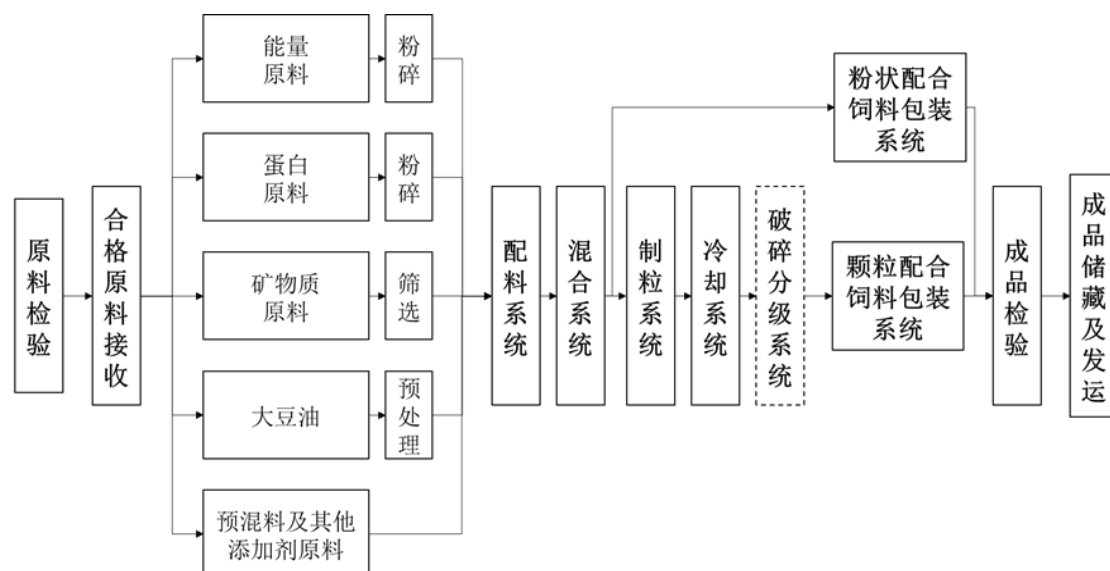 原料检验
合格原料接收
能量
原料
粉碎
蛋白
原料
粉碎
矿物质
原料
筛选
大豆油
预处理
预混料及其他
添加剂原料
配料系统
混合系统
制粒系统
冷却系统
破碎分级系统
粉状配合
饲料包装
系统
颗粒配合
饲料包装
系统
成品检验
成品储藏及发运